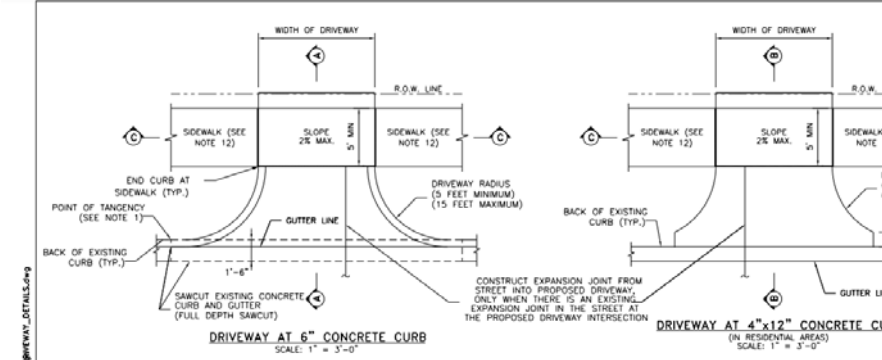 WIDTH OF DRIVEWAY
A
R.O.W. LINE
C
SIDEWALK (SEE
NOTE 12)
SLOPE
2% MAX.
5' MIN
SIDEWALK (SEE
NOTE 12)
C
END CURB AT
SIDEWALK (TYP.)
DRIVEWAY RADIUS
(5 FEET MINIMUM)
(15 FEET MAXIMUM)
POINT OF TANGENCY
(SEE NOTE 1)
GUTTER LINE
BACK OF EXISTING
CURB (TYP.)
1'-6"
SAWCUT EXISTING CONCRETE
CURB AND GUTTER
(FULL DEPTH SAWCUT)
A
CONSTRUCT EXPANSION JOINT FROM
STREET INTO PROPOSED DRIVEWAY,
ONLY WHEN THERE IS AN EXISTING
EXPANSION JOINT IN THE STREET AT
THE PROPOSED DRIVEWAY INTERSECTION
DRIVEWAY AT 6" CONCRETE CURB
SCALE: 1" = 3'-0"
WIDTH OF DRIVEWAY
B
R.O.W.
C
SIDEWALK (SEE
NOTE 12)
SLOPE
2% MAX.
5' MIN
SIDEWALK
NOTE
BACK OF EXISTING
CURB (TYP.)
B
GUTTER
DRIVEWAY AT 4"x12" CONCRETE
(IN RESIDENTIAL AREAS)
SCALE: 1" = 3'-0"